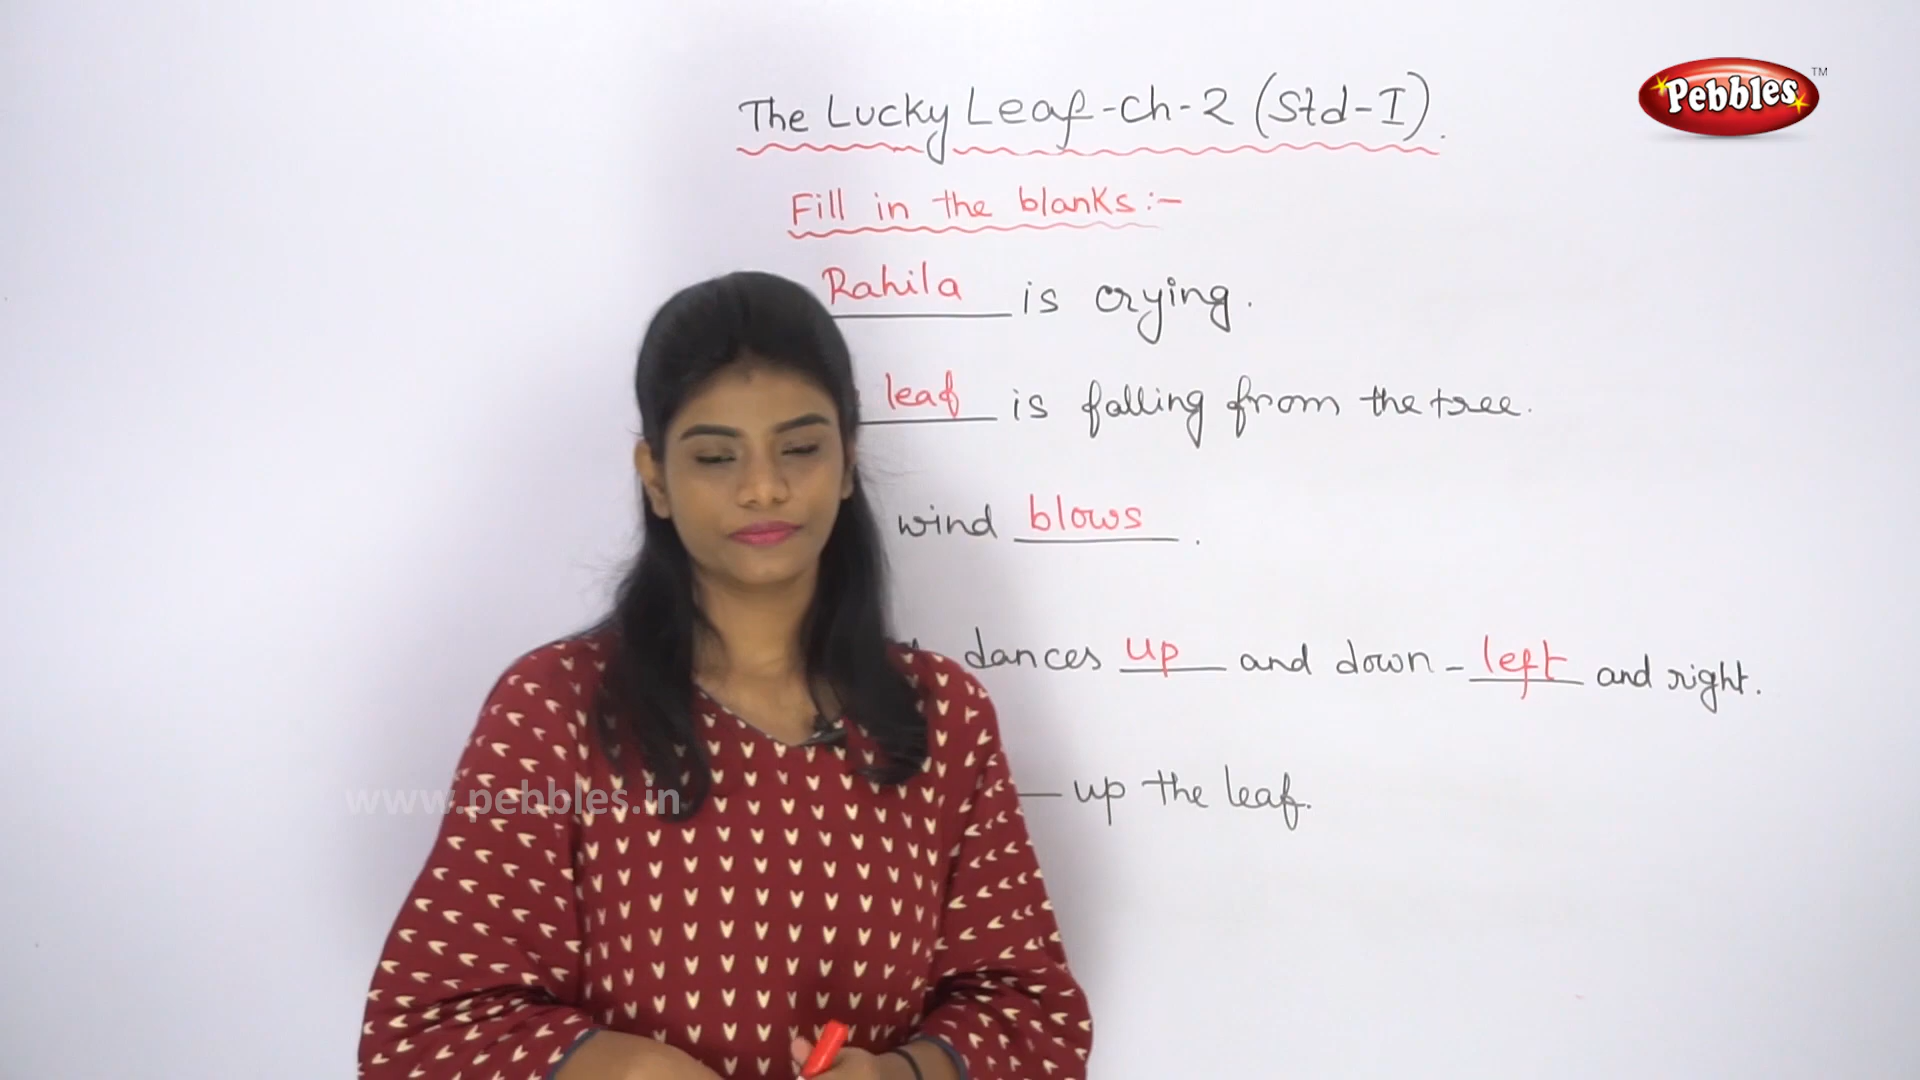 The Lucky Leaf-Ch-2 (Std-I).
Pebbles TM
Fill in the blanks:-
Rahila is crying.
leaf is falling from the tree.
wind blows.
dances up and down - left and right.
up the leaf.
www.pebbles.in